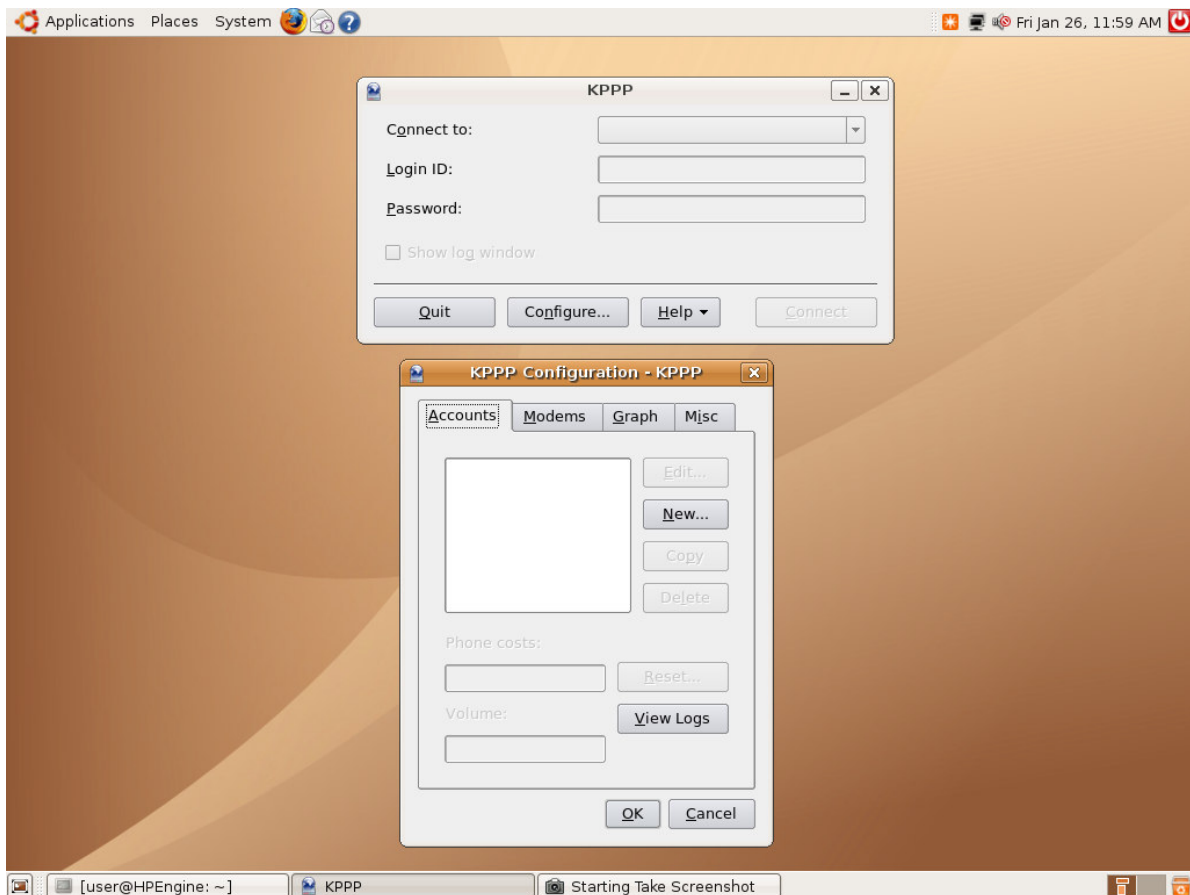 Applications Places System Fri Jan 26, 11:59 AM
KPPP
Connect to:
Login ID:
Password:
Show log window
Quit Configure... Help Connect
KPPP Configuration - KPPP
Accounts Modems Graph Misc
Edit...
New...
Copy
Delete
Phone costs:
Reset...
Volume:
View Logs
OK Cancel
[user@HPEngine: ~] KPPP Starting Take Screenshot